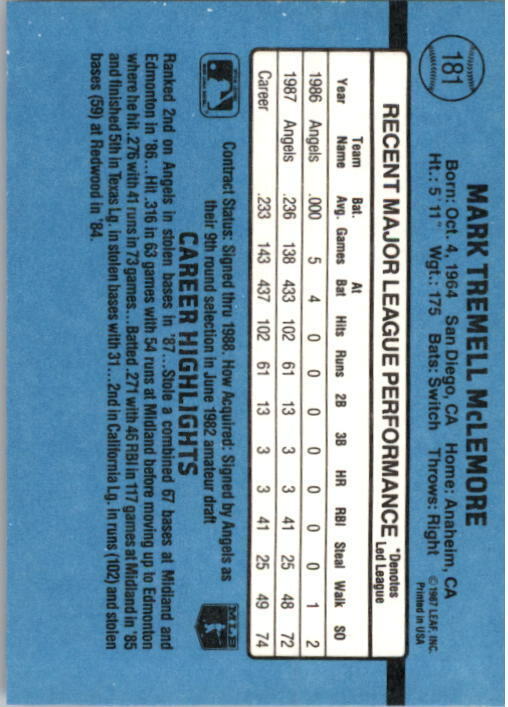 181
MARK TREMELL McLEMORE
Born: Oct. 4, 1964 San Diego, CA Home: Anaheim, CA
Ht.: 5' 11" Wgt.: 175 Bats: Switch Throws: Right
© 1987 LEAF, INC.
Printed in USA
RECENT MAJOR LEAGUE PERFORMANCE
*Denotes
Led League
Year Team Name Bat. Avg. Games At Bat Hits Runs 2B 3B HR RBI Steal Walk SO
1986 Angels .000 5 4 0 0 0 0 0 0 0 1 2
1987 Angels .236 138 433 102 61 13 3 3 41 25 48 72
Career .233 143 437 102 61 13 3 3 41 25 49 74
Contract Status: Signed thru 1988. How Acquired: Signed by Angels as
their 9th round selection in June 1982 amateur draft
MLB
CAREER HIGHLIGHTS
Ranked 2nd on Angels in stolen bases in '87...Stole a combined 67 bases at Midland and
Edmonton in '86...Hit .316 in 63 games with 54 runs at Midland before moving up to Edmonton
where he hit .276 with 41 runs in 73 games...Batted .271 with 46 RBI in 117 games at Midland in '85
and finished 5th in Texas Lg. in stolen bases with 31...2nd in California Lg. in runs (102) and stolen
bases (59) at Redwood in '84.